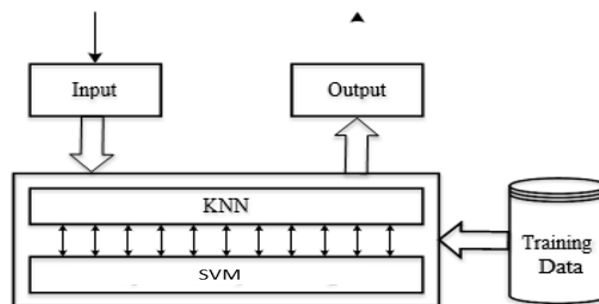 Input
Output
KNN
SVM
Training
Data